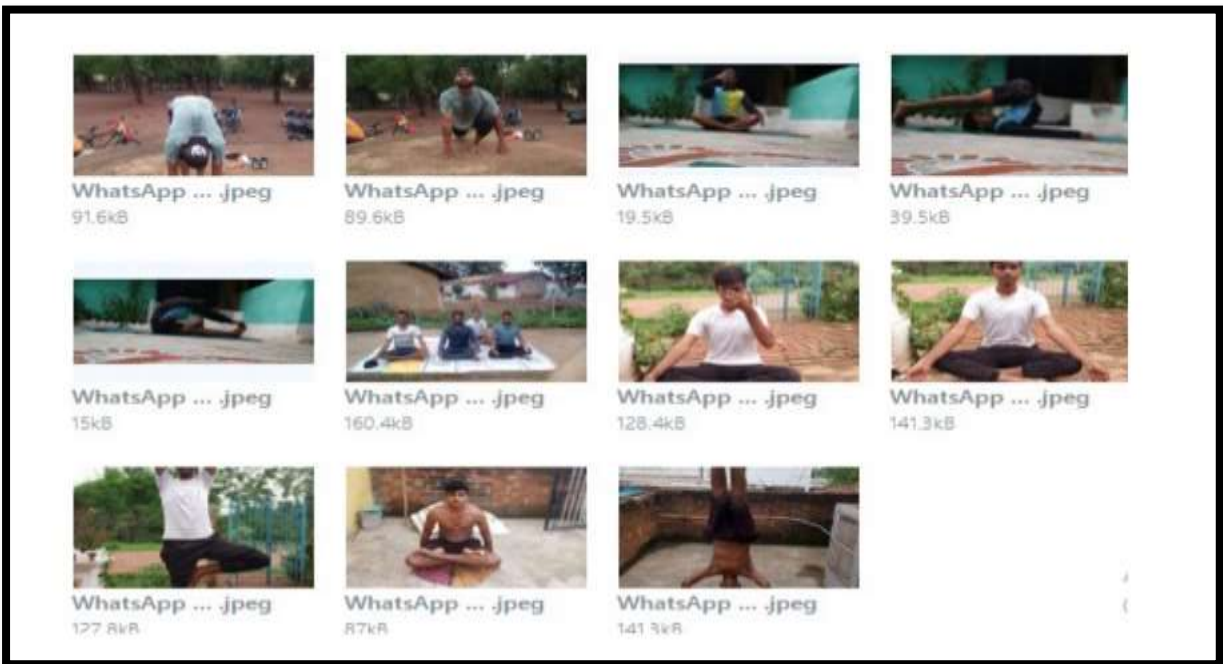 WhatsApp ... .jpeg WhatsApp ... .jpeg WhatsApp ... .jpeg WhatsApp ... .jpeg
91.6kB 89.6kB 19.5kB 39.5kB
WhatsApp ... .jpeg WhatsApp ... .jpeg WhatsApp ... .jpeg WhatsApp ... .jpeg
15kB 160.4kB 128.4kB 141.3kB
WhatsApp ... .jpeg WhatsApp ... .jpeg WhatsApp ... .jpeg
127.8kB 87kB 141.3kB